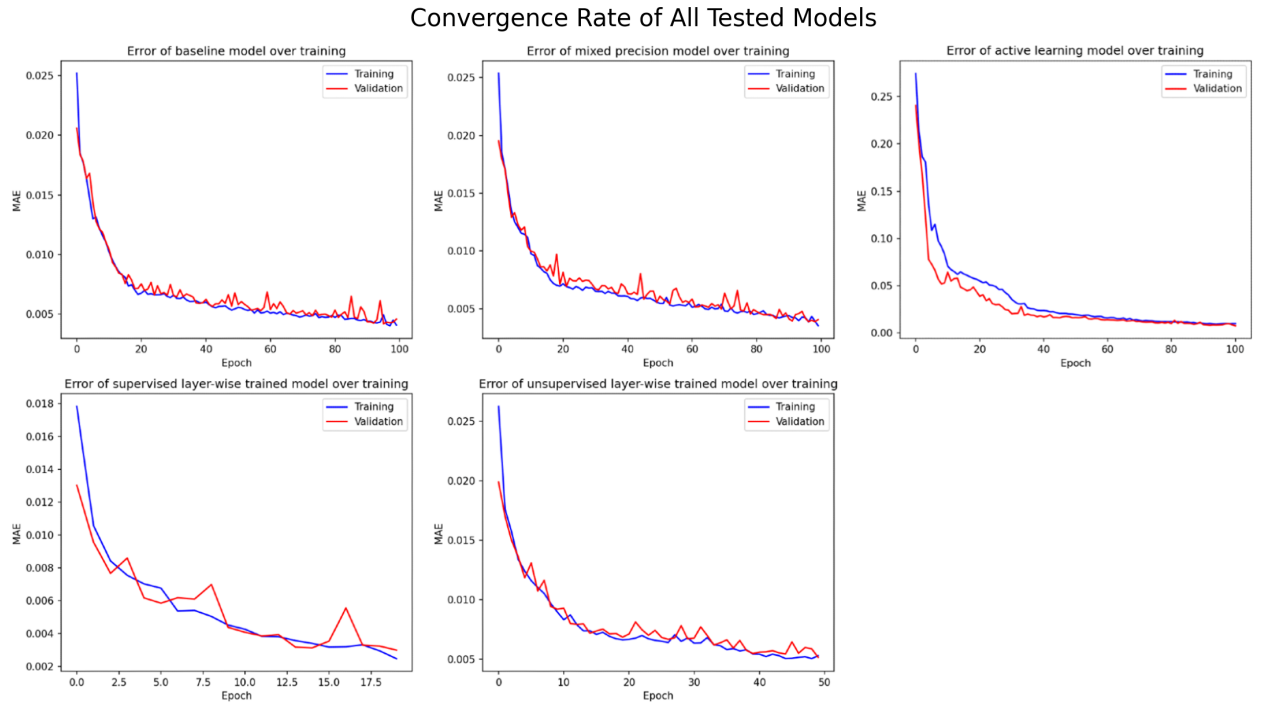 Convergence Rate of All Tested Models
Error of baseline model over training
Training
Validation
MAE
0.025
0.020
0.015
0.010
0.005
0 20 40 60 80 100
Epoch
Error of mixed precision model over training
Training
Validation
MAE
0.025
0.020
0.015
0.010
0.005
0 20 40 60 80 100
Epoch
Error of active learning model over training
Training
Validation
MAE
0.25
0.20
0.15
0.10
0.05
0.00
0 20 40 60 80 100
Epoch
Error of supervised layer-wise trained model over training
Training
Validation
MAE
0.018
0.016
0.014
0.012
0.010
0.008
0.006
0.004
0.002
0.0 2.5 5.0 7.5 10.0 12.5 15.0 17.5
Epoch
Error of unsupervised layer-wise trained model over training
Training
Validation
MAE
0.025
0.020
0.015
0.010
0.005
0 10 20 30 40 50
Epoch